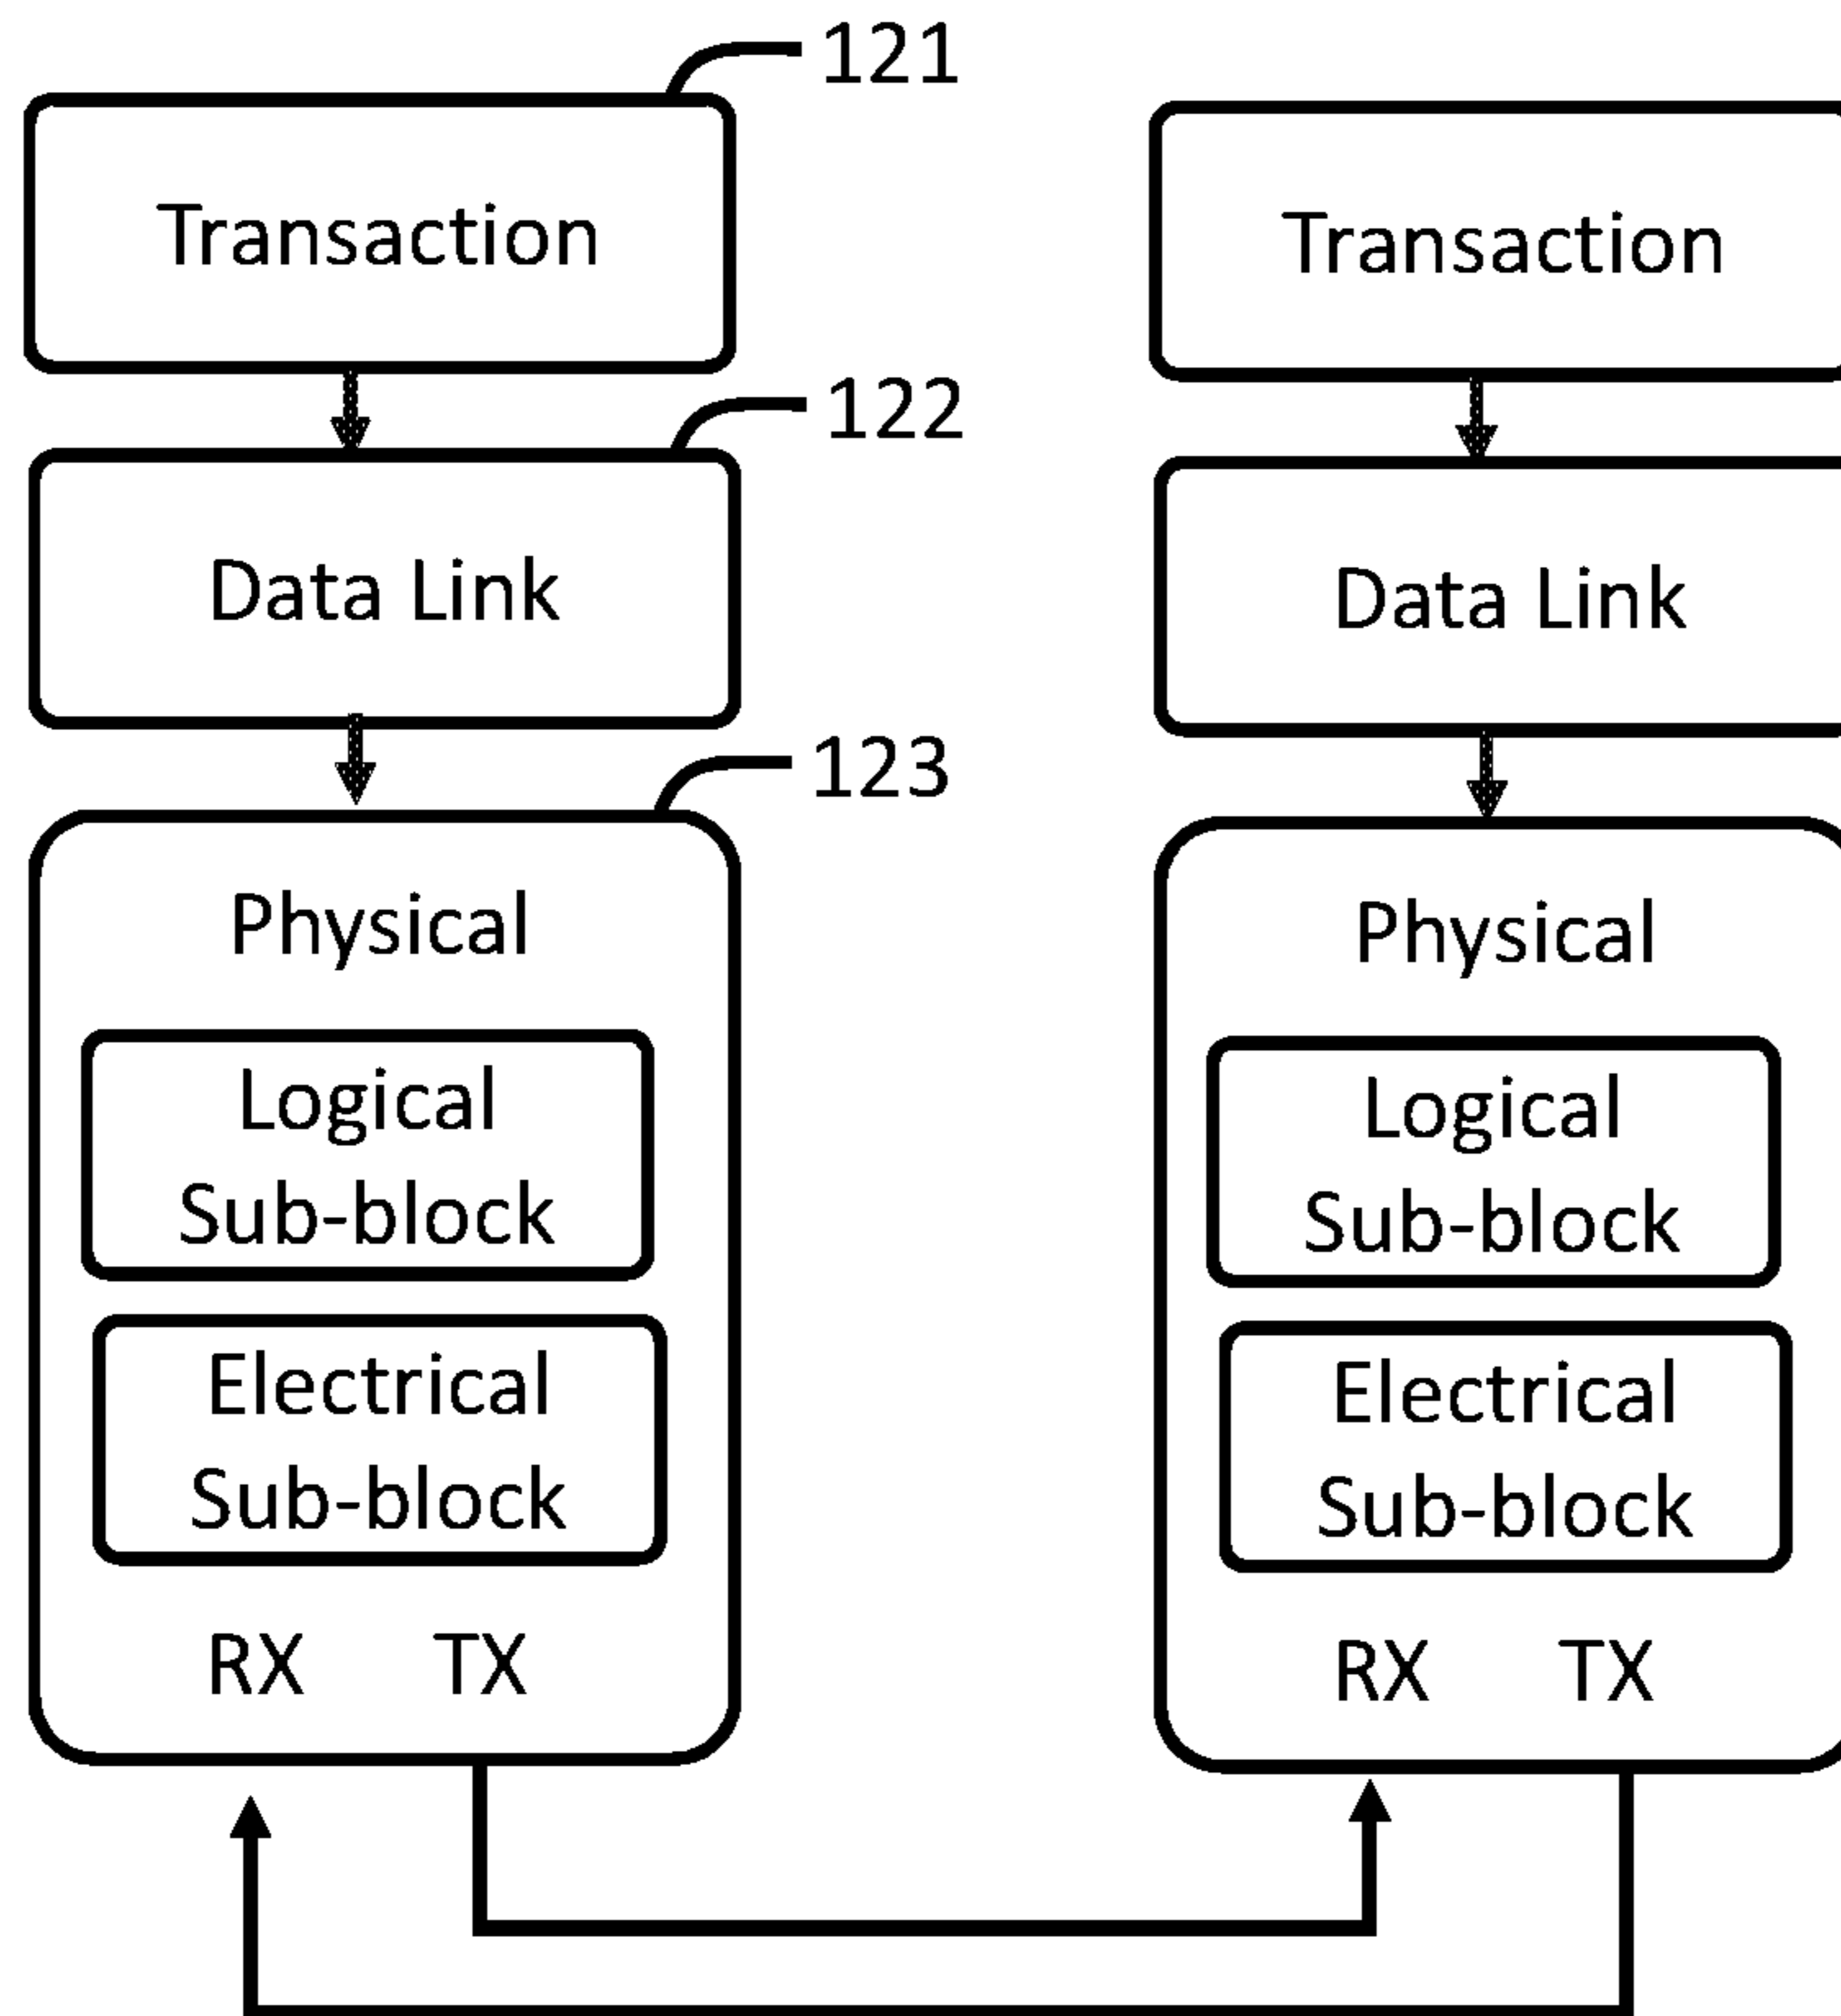 121
Transaction
122
Data Link
123
Physical
Logical
Sub-block
Electrical
Sub-block
RX TX
Transaction
Data Link
Physical
Logical
Sub-block
Electrical
Sub-block
RX TX